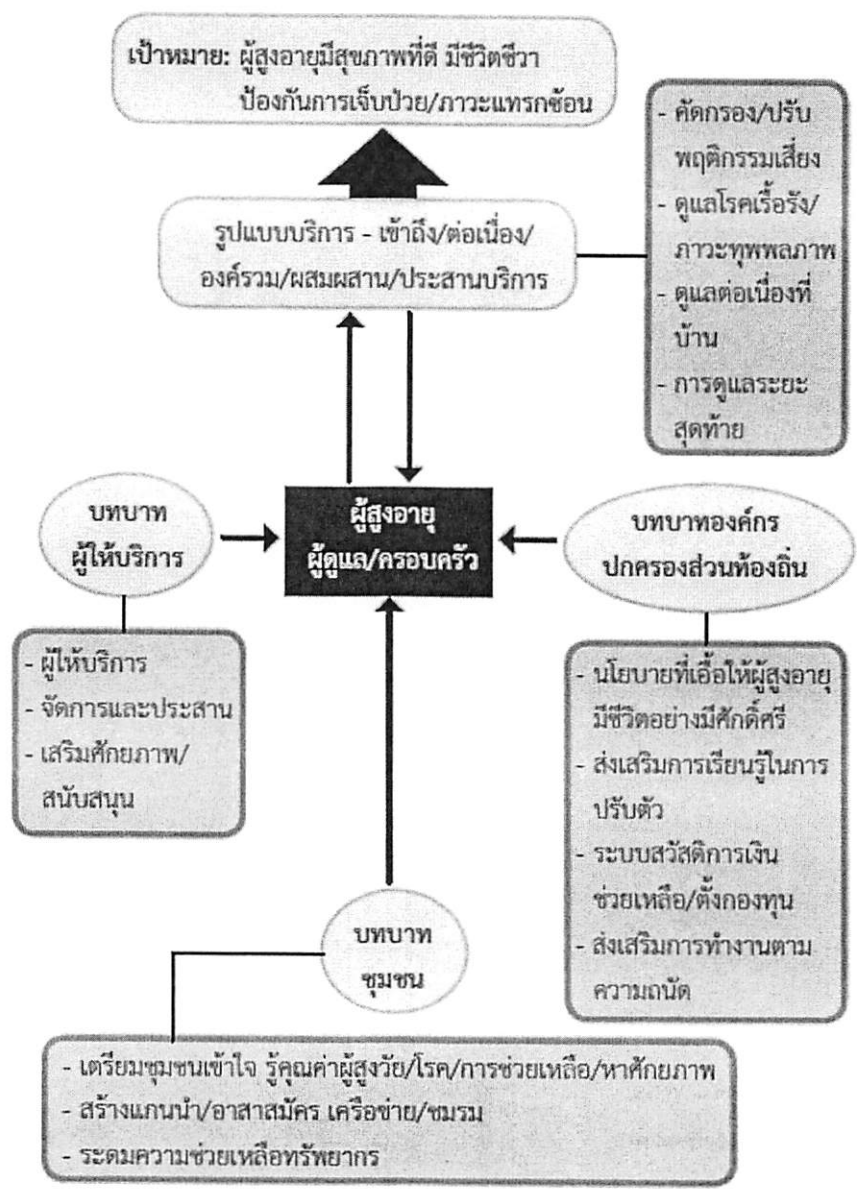 เป้าหมาย: ผู้สูงอายุมีสุขภาพที่ดี มีชีวิตชีวา
ป้องกันการเจ็บป่วย/ภาวะแทรกซ้อน
รูปแบบบริการ - เข้าถึง/ต่อเนื่อง/
องค์รวม/ผสมผสาน/ประสานบริการ
- คัดกรอง/ปรับ
พฤติกรรมเสี่ยง
- ดูแลโรคเรื้อรัง/
ภาวะทุพพลภาพ
- ดูแลต่อเนื่องที่
บ้าน
- การดูแลระยะ
สุดท้าย
บทบาท
ผู้ให้บริการ
ผู้สูงอายุ
ผู้ดูแล/ครอบครัว
บทบาทองค์กร
ปกครองส่วนท้องถิ่น
- ผู้ให้บริการ
- จัดการและประสาน
- เสริมศักยภาพ/
สนับสนุน
- นโยบายที่เอื้อให้ผู้สูงอายุ
มีชีวิตอย่างมีศักดิ์ศรี
- ส่งเสริมการเรียนรู้ในการ
ปรับตัว
- ระบบสวัสดิการเงิน
ช่วยเหลือ/ตั้งกองทุน
- ส่งเสริมการทำงานตาม
ความถนัด
บทบาท
ชุมชน
- เตรียมชุมชนเข้าใจ รู้คุณค่าผู้สูงวัย/โรค/การช่วยเหลือ/หาศักยภาพ
- สร้างแกนนำ/อาสาสมัคร เครือข่าย/ชมรม
- ระดมความช่วยเหลือทรัพยากร